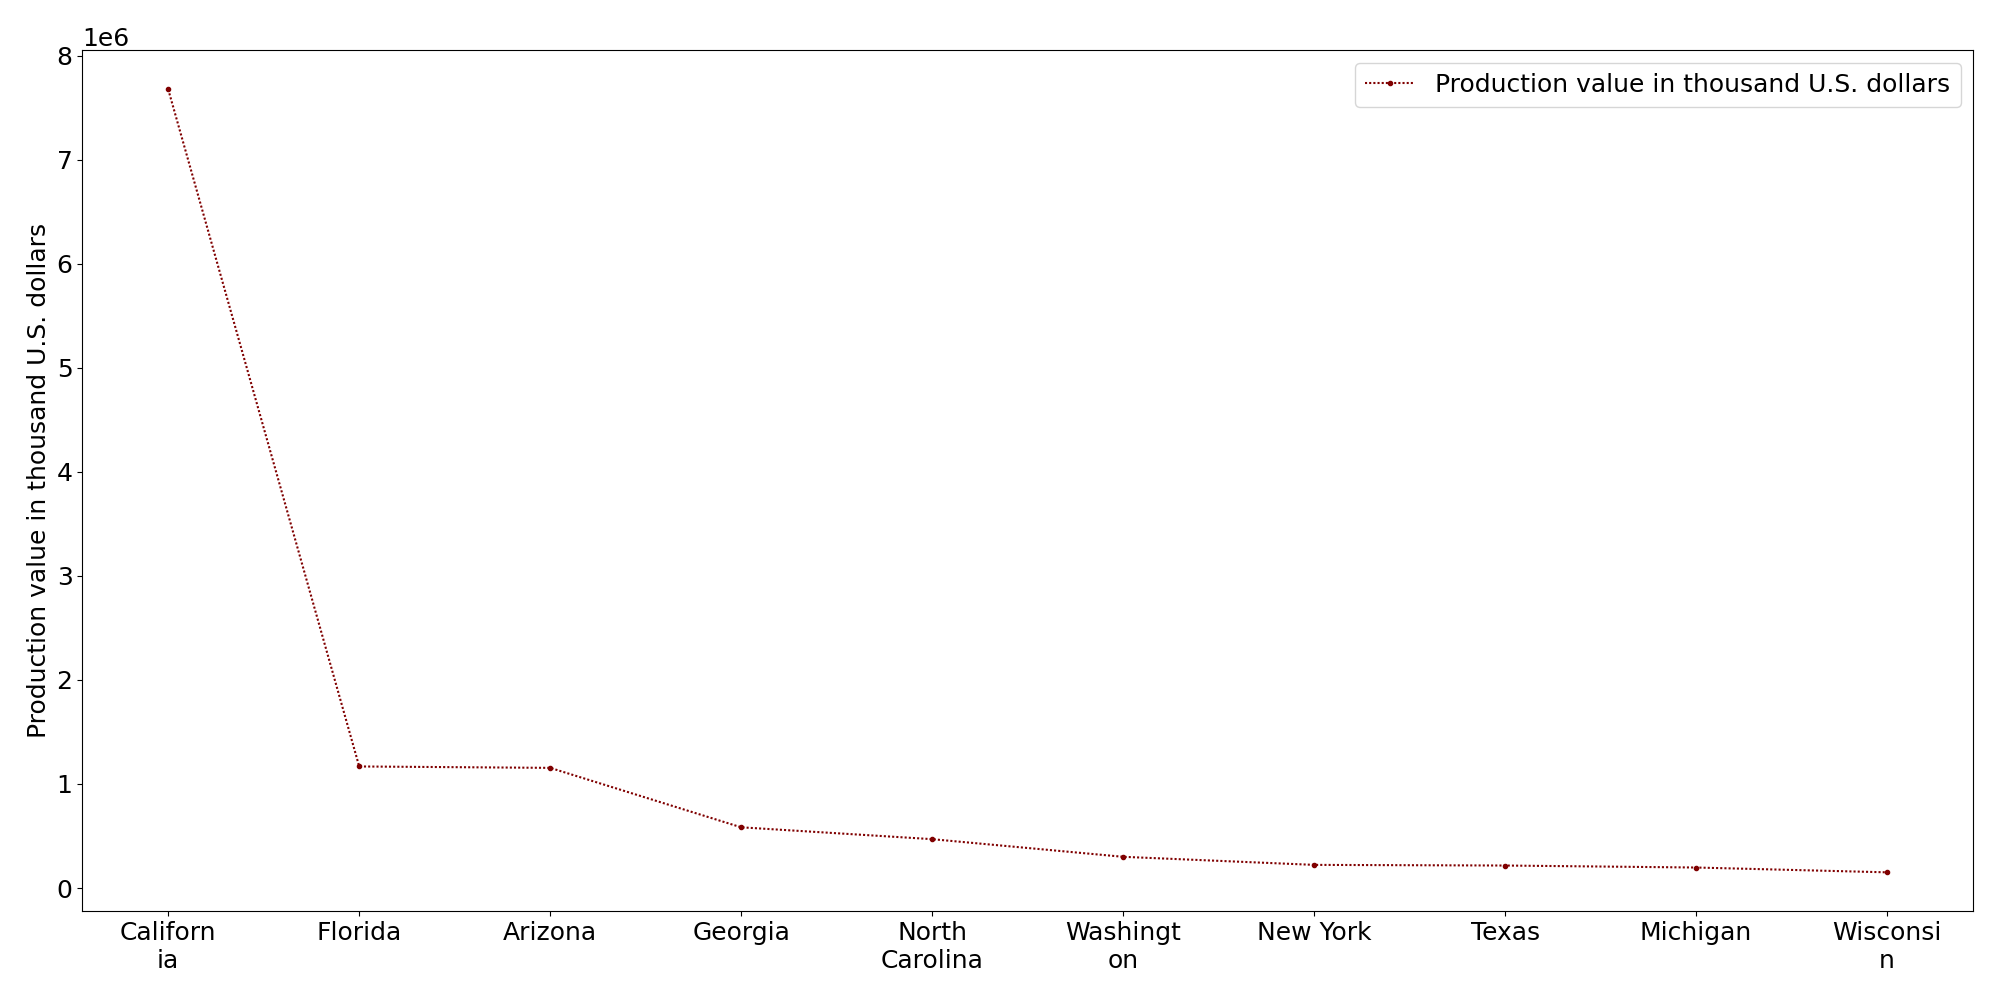 1e6
8
7
6
5
4
3
2
1
0
Production value in thousand U.S. dollars
Production value in thousand U.S. dollars
Californ
ia
Florida
Arizona
Georgia
North
Carolina
Washingt
on
New York
Texas
Michigan
Wisconsi
n